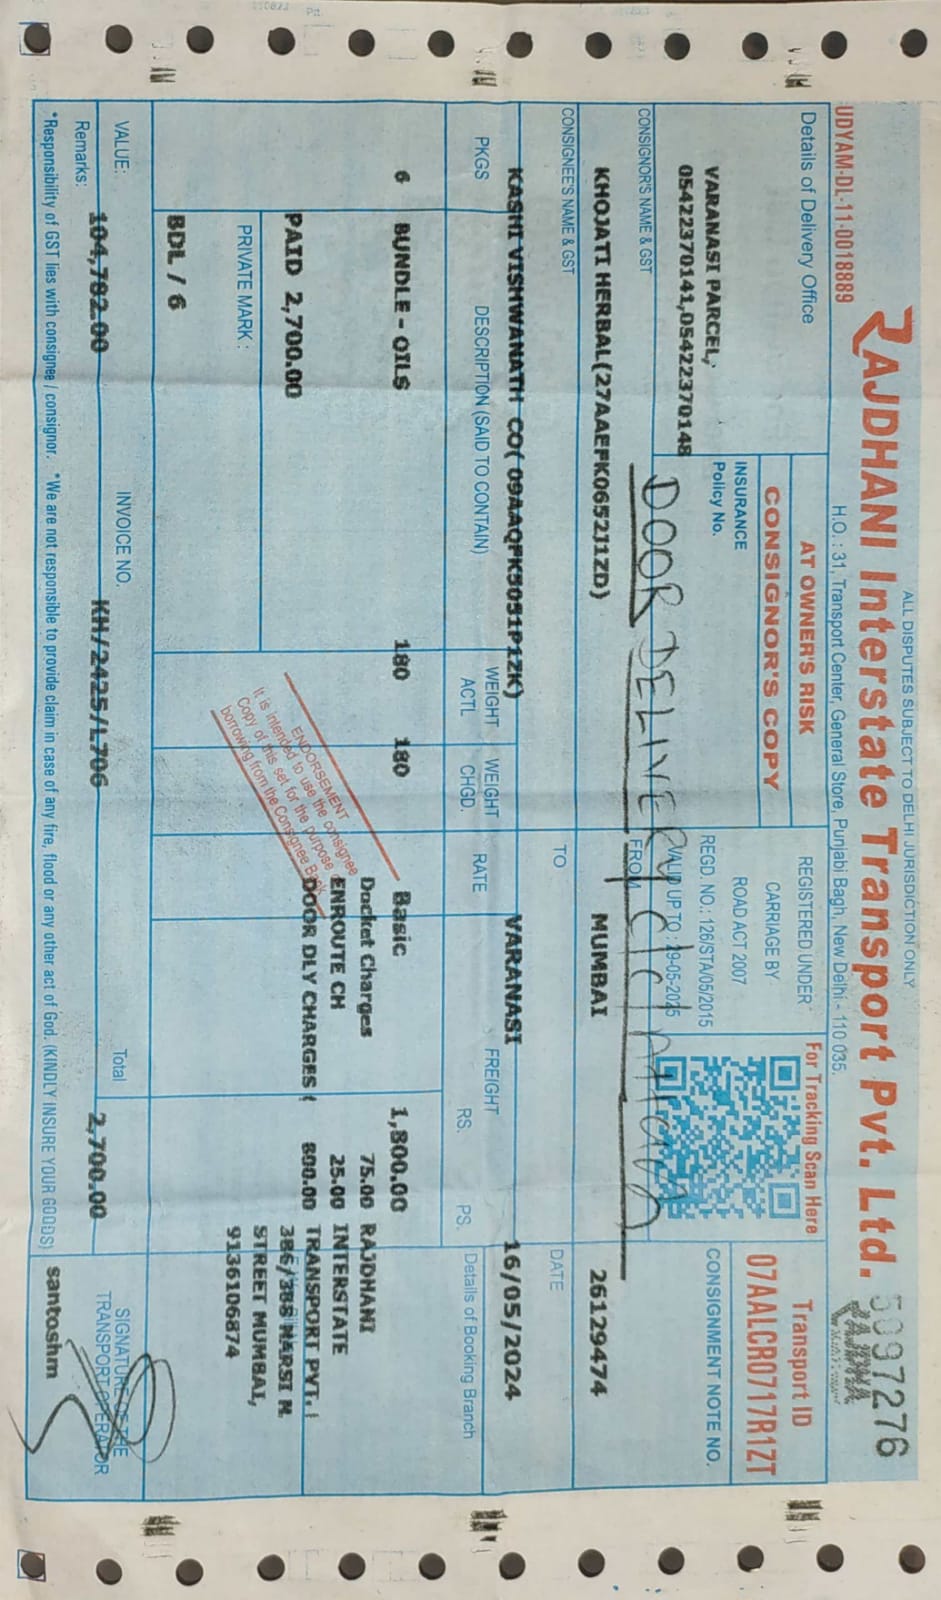 ALL DISPUTES SUBJECT TO DELHI JURISDICTION ONLY
RAJDHANI Interstate Transport Pvt. Ltd.
5097276
H.O. : 31, Transport Center, General Store, Punjabi Bagh, New Delhi - 110 035.
UDYAM-DL-11-0018889
Details of Delivery Office
VARANASI PARCEL,
05422370141,05422370148
AT OWNER'S RISK
CONSIGNOR'S COPY
INSURANCE
Policy No.
REGISTERED UNDER
CARRIAGE BY
ROAD ACT 2007
REGD. NO.: 126/STA/05/2015
VALID UP TO : 29-05-2025
For Tracking Scan Here
Transport ID
07AALCR0717R1ZT
CONSIGNMENT NOTE NO.
26129474
DOOR DELIVERY
CONSIGNOR'S NAME & GST
KHOJATI HERBAL(27AAEFK0652J1ZD)
FROM
MUMBAI
CONSIGNEE'S NAME & GST
KASHI VISHWANATH CO( 09AAQFK5051P1ZK)
TO
VARANASI
DATE
16/05/2024
PKGS
DESCRIPTION (SAID TO CONTAIN)
WEIGHT ACTL
WEIGHT CHGD.
RATE
FREIGHT
RS.
PS.
Details of Booking Branch
6 BUNDLE - OILS 180 180 Basic 1,800.00
Docket Charges 75.00 RAJDHANI
ENROUTE CH 25.00 INTERSTATE
PAID 2,700.00 DOOR DLY CHARGES ( 800.00 TRANSPORT PVT.
386/388 NARSI N
STREET MUMBAI,
9136106874
ENDORSEMENT
It is intended to use the consignee
Copy of this set for the purpose
borrowing from the Consignee Bank
PRIVATE MARK :
BDL / 6
VALUE:
104,782.00
INVOICE NO.
KH/2425/L706
Total
2,700.00
SIGNATURE OF THE
TRANSPORT OPERATOR
santoshm
Remarks:
*Responsibility of GST lies with consignee / consignor. *We are not responsible to provide claim in case of any fire, flood or any other act of God. (KINDLY INSURE YOUR GOODS)